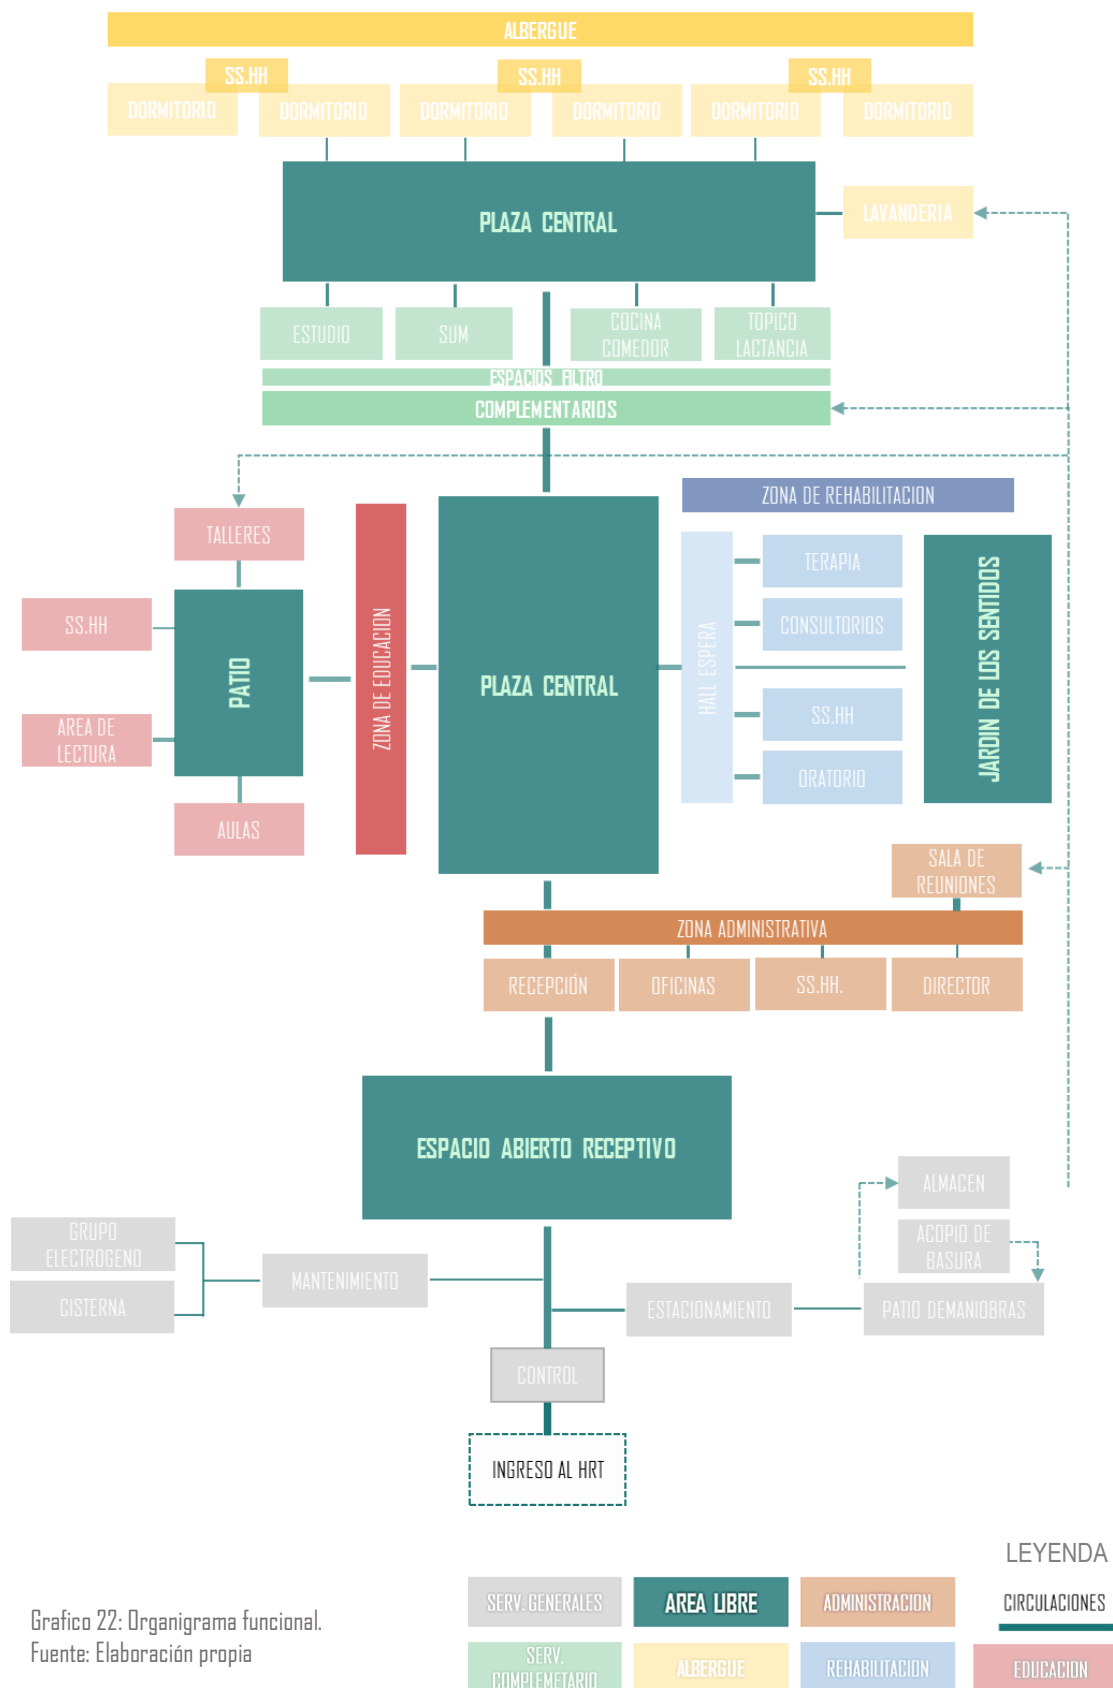 ALBERGUE
SS.HH SS.HH SS.HH
DORMITORIO DORMITORIO DORMITORIO DORMITORIO DORMITORIO DORMITORIO
PLAZA CENTRAL
LAVANDERIA
ESTUDIO
SUM
COCINA
COMEDOR
TOPICO
LACTANCIA
ESPACIOS FILTRO
COMPLEMENTARIOS
ZONA DE REHABILITACION
TALLERES
SS.HH
PATIO
AREA DE
LECTURA
AULAS
ZONA DE EDUCACION
PLAZA CENTRAL
HALL ESPERA
TERAPIA
CONSULTORIOS
SS.HH
ORATORIO
JARDIN DE LOS SENTIDOS
SALA DE
REUNIONES
ZONA ADMINISTRATIVA
RECEPCIÓN
OFICINAS
SS.HH.
DIRECTOR
ESPACIO ABIERTO RECEPTIVO
ALMACEN
ACOPIO DE
BASURA
GRUPO
ELECTROGENO
CISTERNA
MANTENIMIENTO
ESTACIONAMIENTO
PATIO DEMANIOBRAS
CONTROL
INGRESO AL HRT
LEYENDA
SERV. GENERALES
AREA LIBRE
ADMINISTRACION
CIRCULACIONES
SERV.
COMPLEMETARIO
ALBERGUE
REHABILITACION
EDUCACION
Grafico 22: Organigrama funcional.
Fuente: Elaboración propia